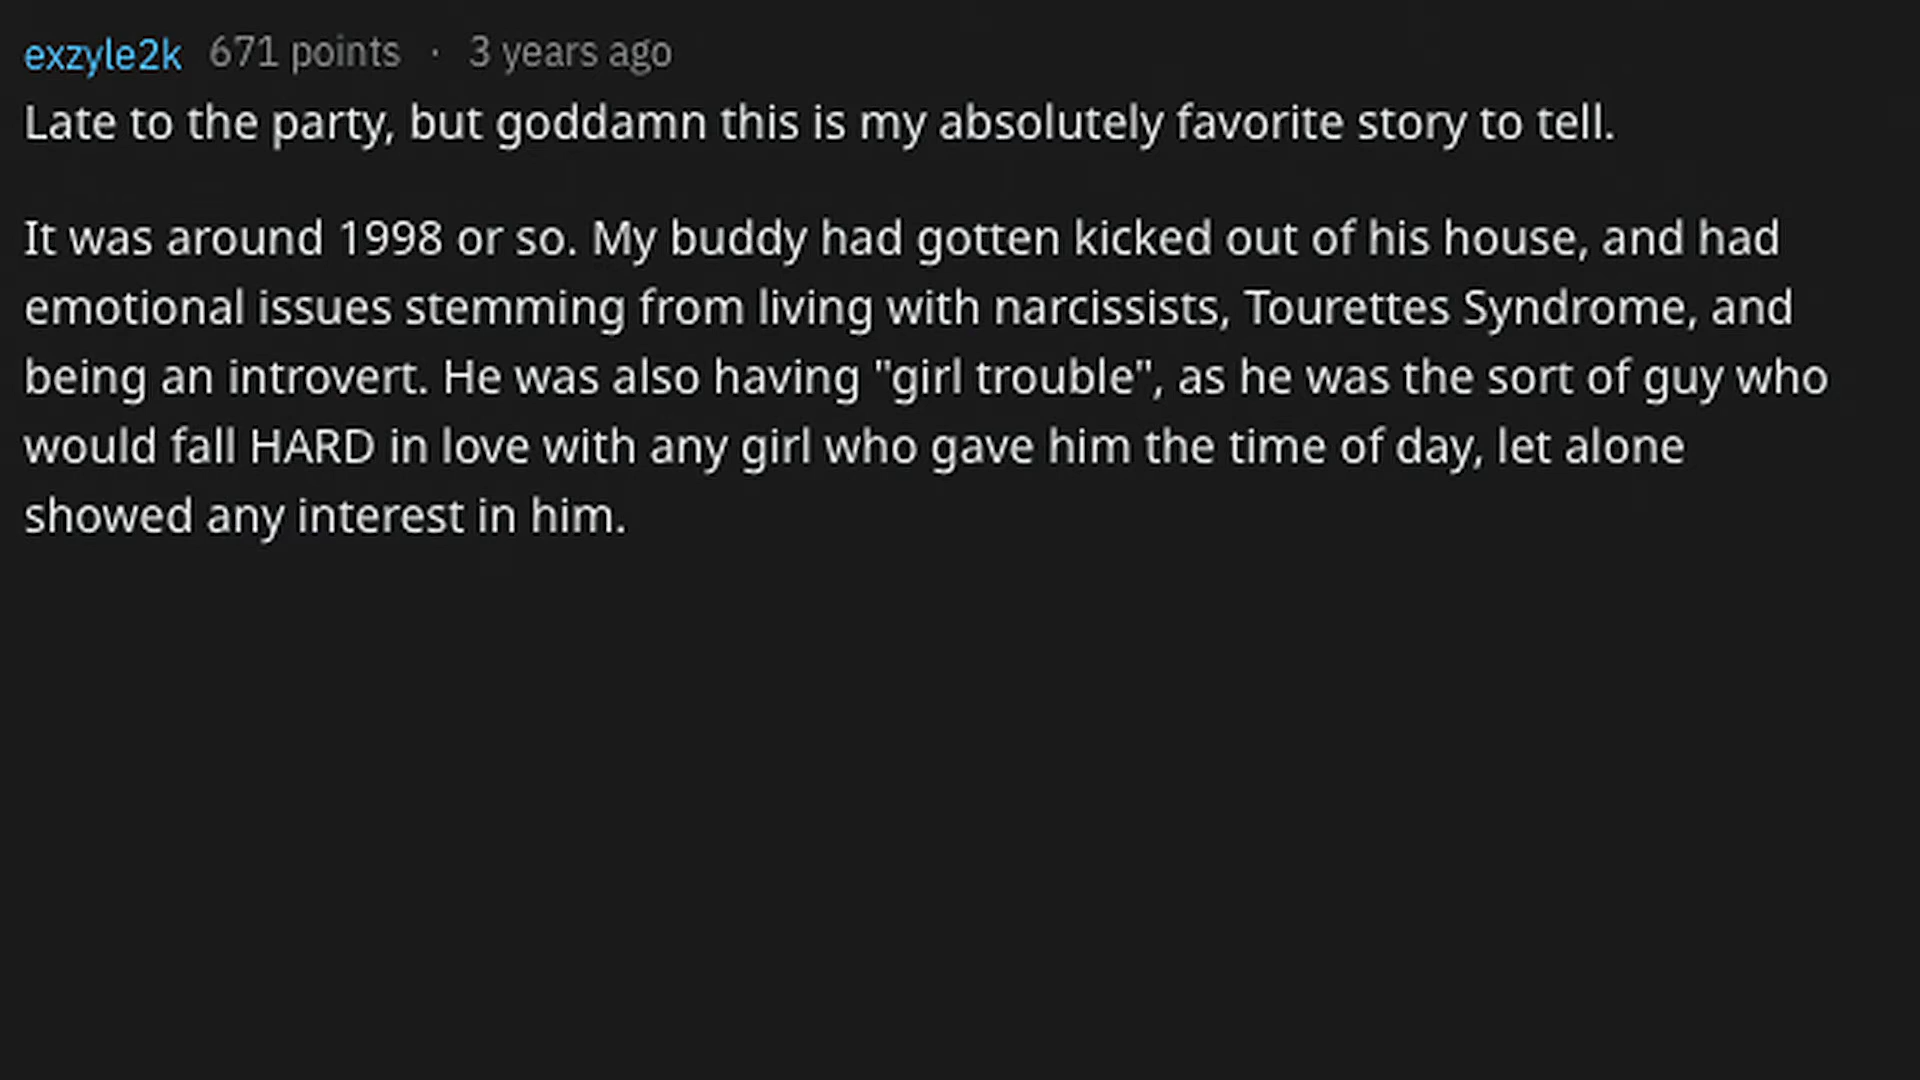 exzyle2k 671 points · 3 years ago
Late to the party, but goddamn this is my absolutely favorite story to tell.
It was around 1998 or so. My buddy had gotten kicked out of his house, and had
emotional issues stemming from living with narcissists, Tourettes Syndrome, and
being an introvert. He was also having "girl trouble", as he was the sort of guy who
would fall HARD in love with any girl who gave him the time of day, let alone
showed any interest in him.